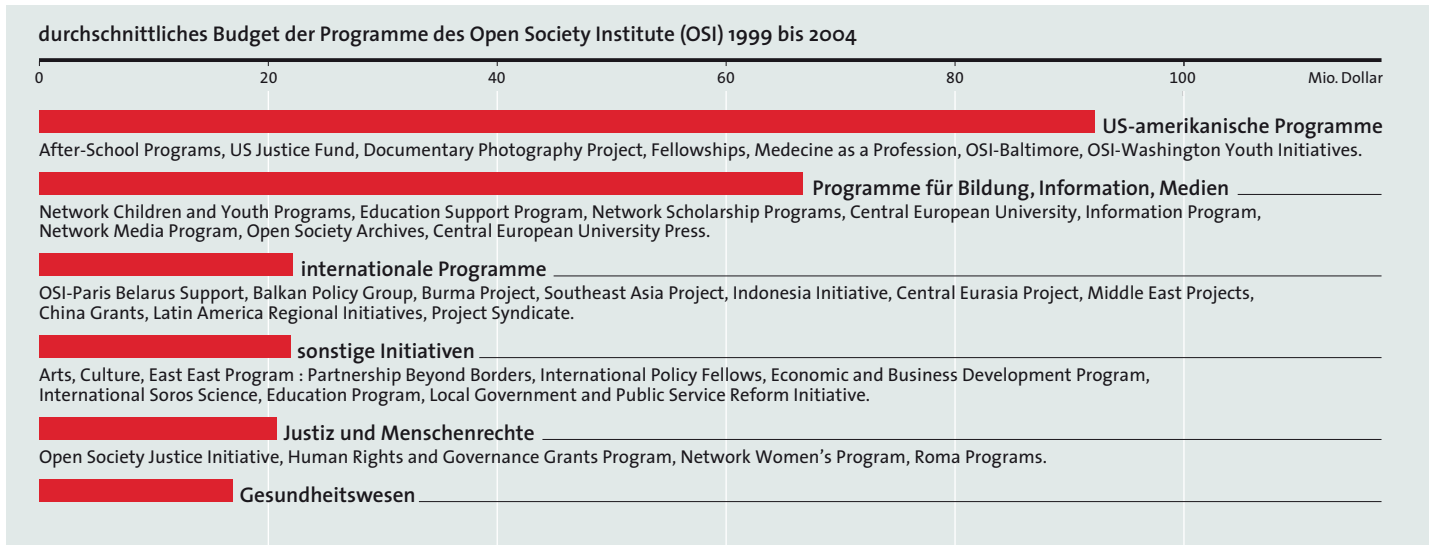 durchschnittliches Budget der Programme des Open Society Institute (OSI) 1999 bis 2004
0 20 40 60 80 100 Mio. Dollar
US-amerikanische Programme
After-School Programs, US Justice Fund, Documentary Photography Project, Fellowships, Medecine as a Profession, OSI-Baltimore, OSI-Washington Youth Initiatives.
Programme für Bildung, Information, Medien
Network Children and Youth Programs, Education Support Program, Network Scholarship Programs, Central European University, Information Program,
Network Media Program, Open Society Archives, Central European University Press.
internationale Programme
OSI-Paris Belarus Support, Balkan Policy Group, Burma Project, Southeast Asia Project, Indonesia Initiative, Central Eurasia Project, Middle East Projects,
China Grants, Latin America Regional Initiatives, Project Syndicate.
sonstige Initiativen
Arts, Culture, East East Program : Partnership Beyond Borders, International Policy Fellows, Economic and Business Development Program,
International Soros Science, Education Program, Local Government and Public Service Reform Initiative.
Justiz und Menschenrechte
Open Society Justice Initiative, Human Rights and Governance Grants Program, Network Women's Program, Roma Programs.
Gesundheitswesen